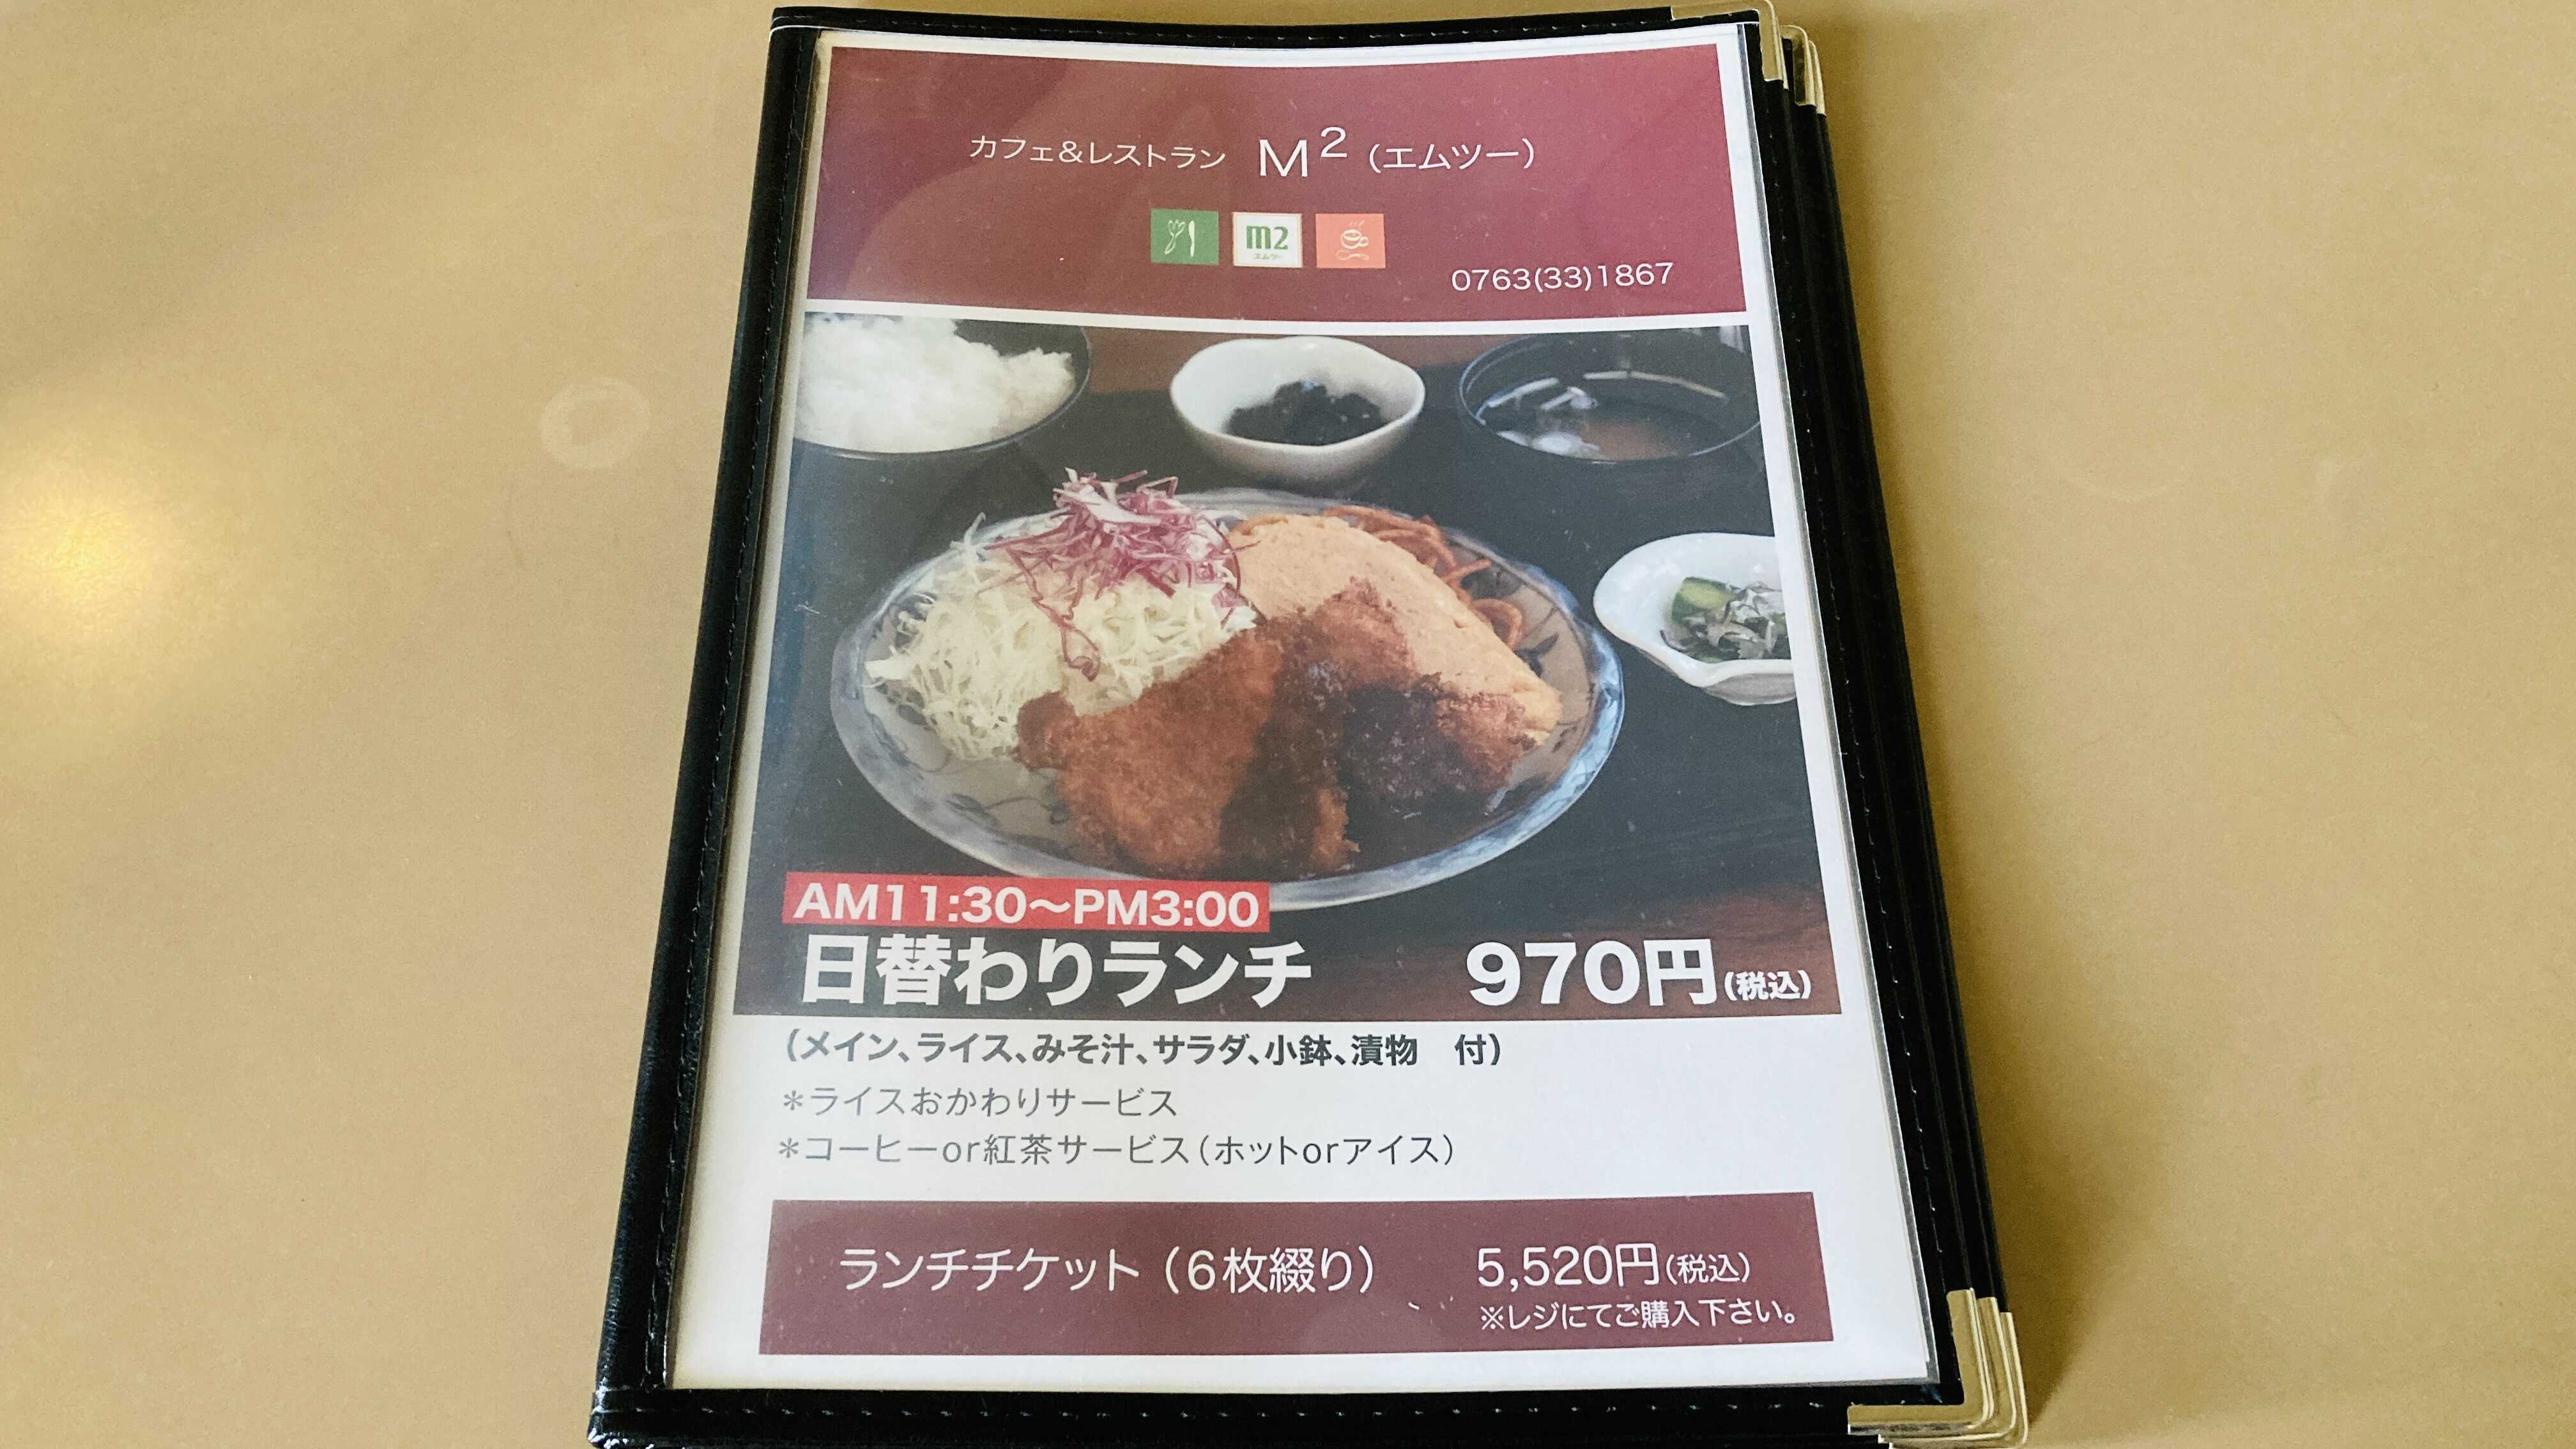 カフェ&レストラン M² (エムツー)
m2
エムツー
0763(33)1867
AM11:30〜PM3:00
日替わりランチ 970円(税込)
(メイン、ライス、みそ汁、サラダ、小鉢、漬物 付)
*ライスおかわりサービス
*コーヒーor紅茶サービス(ホットorアイス)
ランチチケット(6枚綴り) 5,520円(税込)
※レジにてご購入下さい。